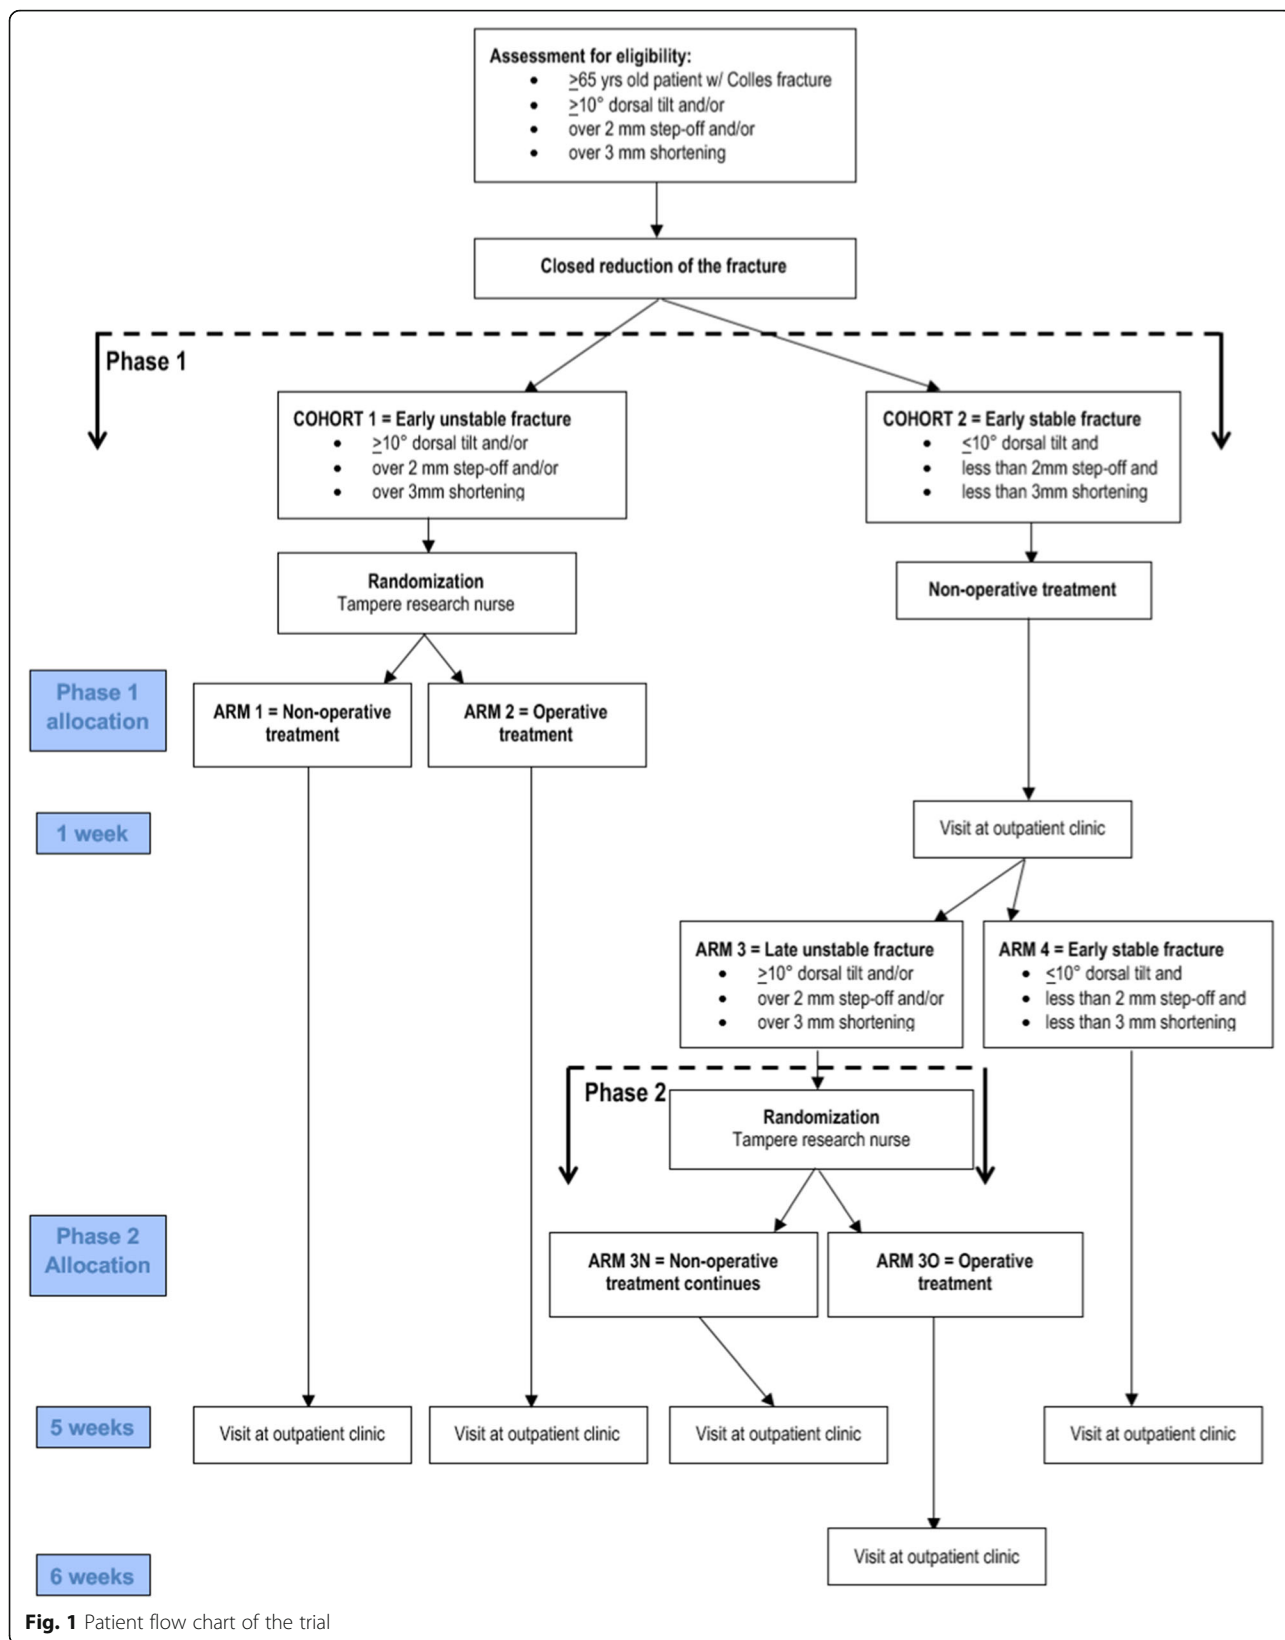 Assessment for eligibility:
• ≥65 yrs old patient w/ Colles fracture
• ≥10° dorsal tilt and/or
• over 2 mm step-off and/or
• over 3 mm shortening
Closed reduction of the fracture
Phase 1
COHORT 1 = Early unstable fracture
• ≥10° dorsal tilt and/or
• over 2 mm step-off and/or
• over 3mm shortening
COHORT 2 = Early stable fracture
• ≤10° dorsal tilt and
• less than 2mm step-off and
• less than 3mm shortening
Randomization
Tampere research nurse
Non-operative treatment
Phase 1
allocation
ARM 1 = Non-operative
treatment
ARM 2 = Operative
treatment
1 week
Visit at outpatient clinic
ARM 3 = Late unstable fracture
• ≥10° dorsal tilt and/or
• over 2 mm step-off and/or
• over 3 mm shortening
ARM 4 = Early stable fracture
• ≤10° dorsal tilt and
• less than 2 mm step-off and
• less than 3 mm shortening
Phase 2
Randomization
Tampere research nurse
Phase 2
Allocation
ARM 3N = Non-operative
treatment continues
ARM 3O = Operative
treatment
5 weeks
Visit at outpatient clinic
Visit at outpatient clinic
Visit at outpatient clinic
Visit at outpatient clinic
6 weeks
Visit at outpatient clinic
Fig. 1 Patient flow chart of the trial